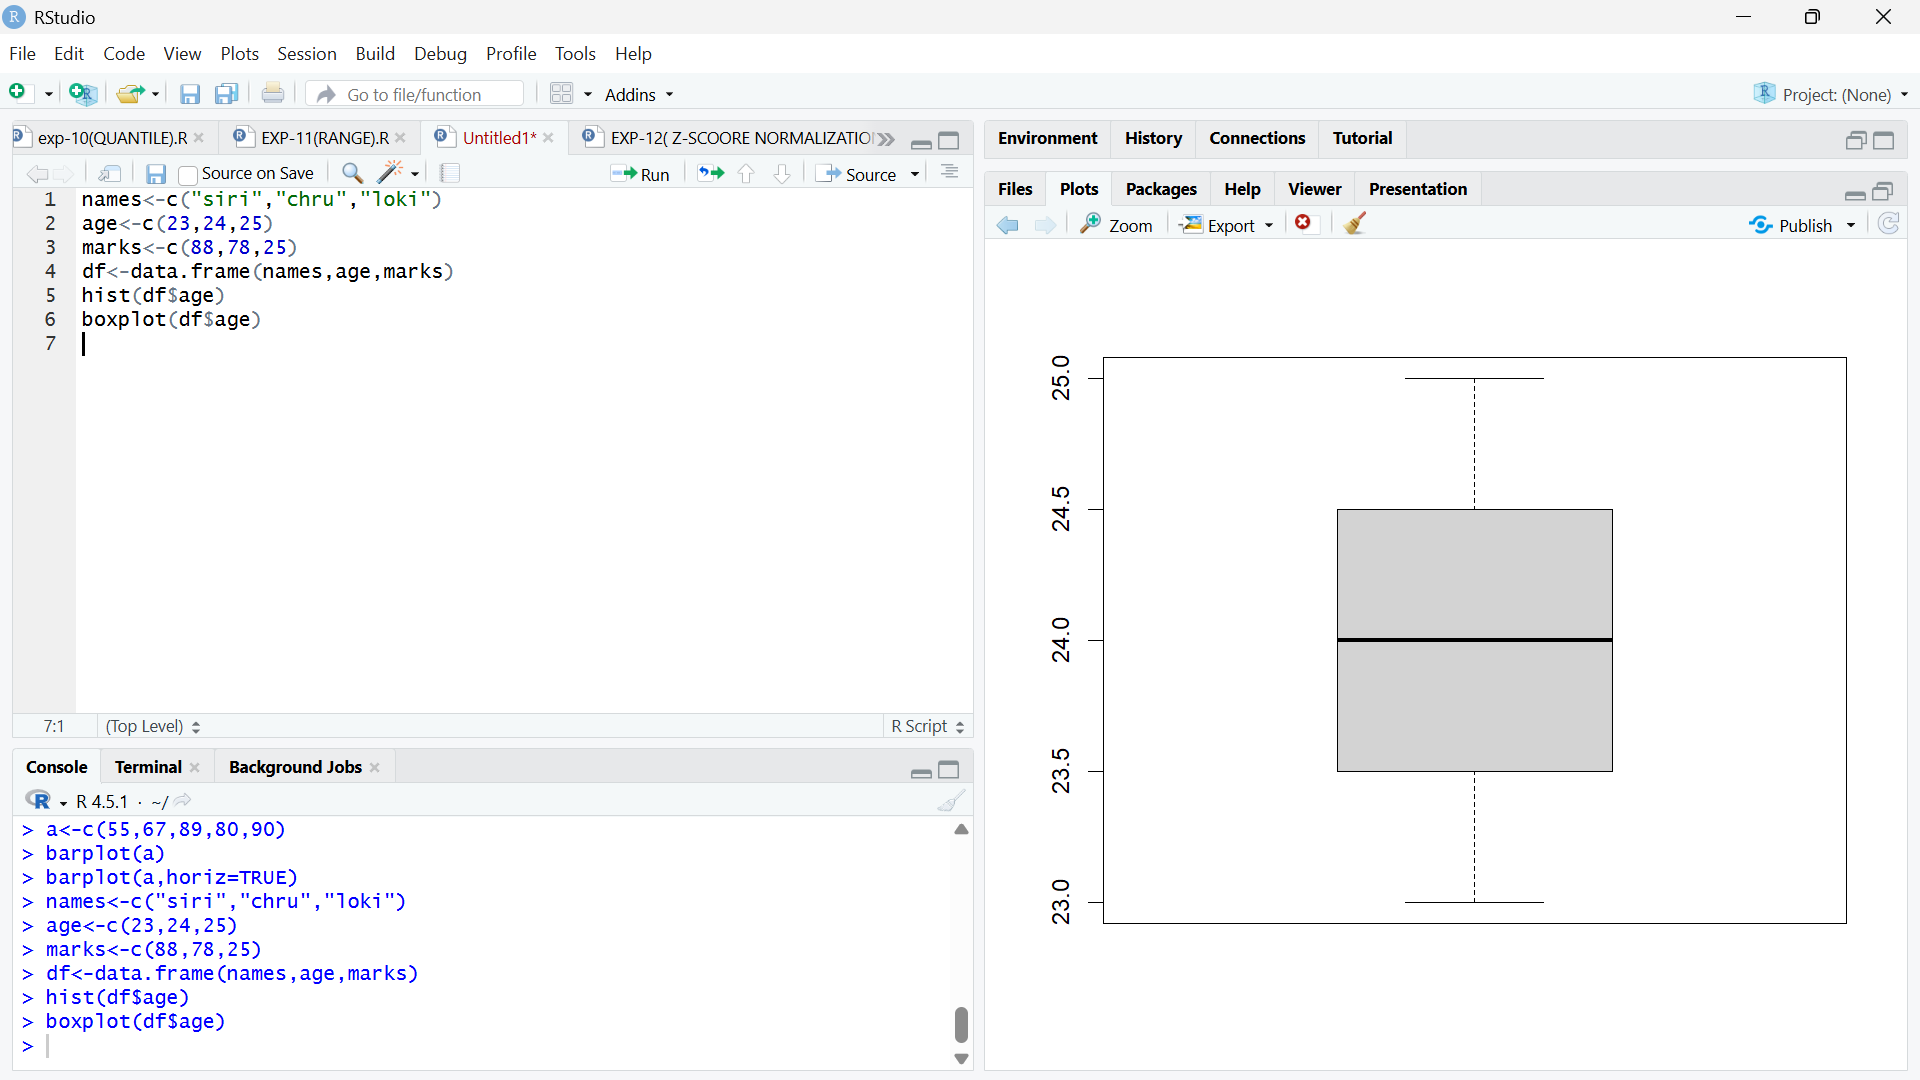 RStudio
File Edit Code View Plots Session Build Debug Profile Tools Help
Go to file/function Addins Project: (None)
exp-10(QUANTILE).R EXP-11(RANGE).R Untitled1* EXP-12( Z-SCOORE NORMALIZATIO
Source on Save Run Source
1 names<-c("siri","chru","loki")
2 age<-c(23,24,25)
3 marks<-c(88,78,25)
4 df<-data.frame(names,age,marks)
5 hist(df$age)
6 boxplot(df$age)
7
7:1 (Top Level) R Script
Console Terminal Background Jobs
R 4.5.1 · ~/
> a<-c(55,67,89,80,90)
> barplot(a)
> barplot(a,horiz=TRUE)
> names<-c("siri","chru","loki")
> age<-c(23,24,25)
> marks<-c(88,78,25)
> df<-data.frame(names,age,marks)
> hist(df$age)
> boxplot(df$age)
>
Environment History Connections Tutorial
Files Plots Packages Help Viewer Presentation
Zoom Export Publish
25.0
24.5
24.0
23.5
23.0